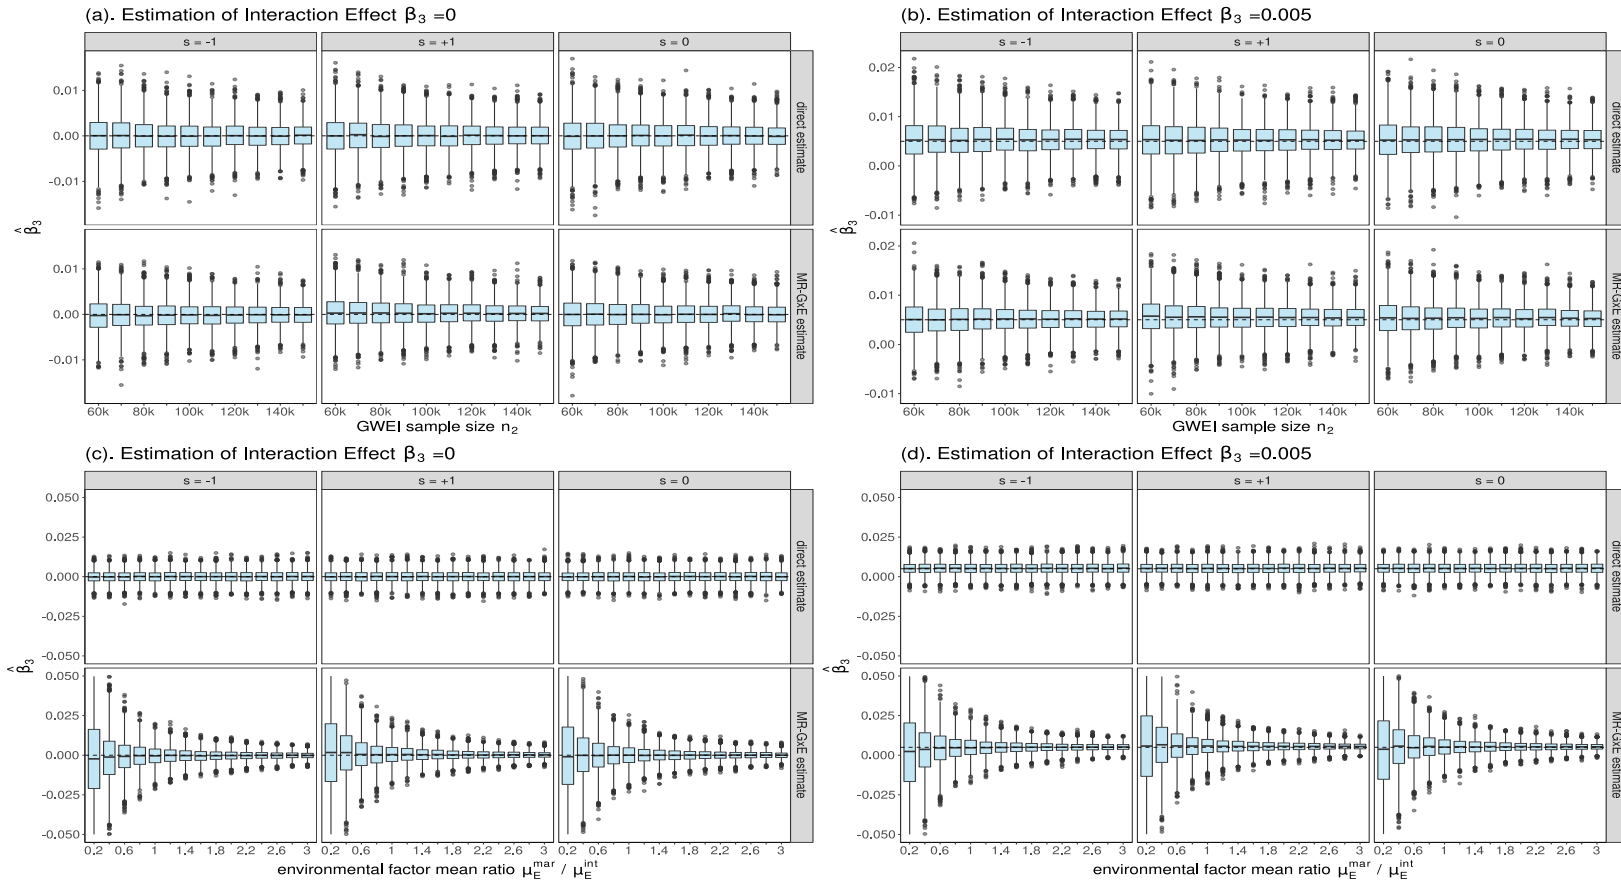 (a). Estimation of Interaction Effect β₃ =0
s = -1 s = +1 s = 0
0.01
0.00
-0.01
direct estimate
0.01
0.00
-0.01
MR-GxE estimate
β̂₃
60k 80k 100k 120k 140k 60k 80k 100k 120k 140k 60k 80k 100k 120k 140k
GWEI sample size n₂
(b). Estimation of Interaction Effect β₃ =0.005
s = -1 s = +1 s = 0
0.02
0.01
0.00
-0.01
direct estimate
0.02
0.01
0.00
-0.01
MR-GxE estimate
β̂₃
60k 80k 100k 120k 140k 60k 80k 100k 120k 140k 60k 80k 100k 120k 140k
GWEI sample size n₂
(c). Estimation of Interaction Effect β₃ =0
s = -1 s = +1 s = 0
0.050
0.025
0.000
-0.025
-0.050
direct estimate
0.050
0.025
0.000
-0.025
-0.050
MR-GxE estimate
β̂₃
0.2 0.6 1 1.4 1.8 2.2 2.6 3 0.2 0.6 1 1.4 1.8 2.2 2.6 3 0.2 0.6 1 1.4 1.8 2.2 2.6 3
environmental factor mean ratio μ_E^mar / μ_E^int
(d). Estimation of Interaction Effect β₃ =0.005
s = -1 s = +1 s = 0
0.050
0.025
0.000
-0.025
-0.050
direct estimate
0.050
0.025
0.000
-0.025
-0.050
MR-GxE estimate
β̂₃
0.2 0.6 1 1.4 1.8 2.2 2.6 3 0.2 0.6 1 1.4 1.8 2.2 2.6 3 0.2 0.6 1 1.4 1.8 2.2 2.6 3
environmental factor mean ratio μ_E^mar / μ_E^int